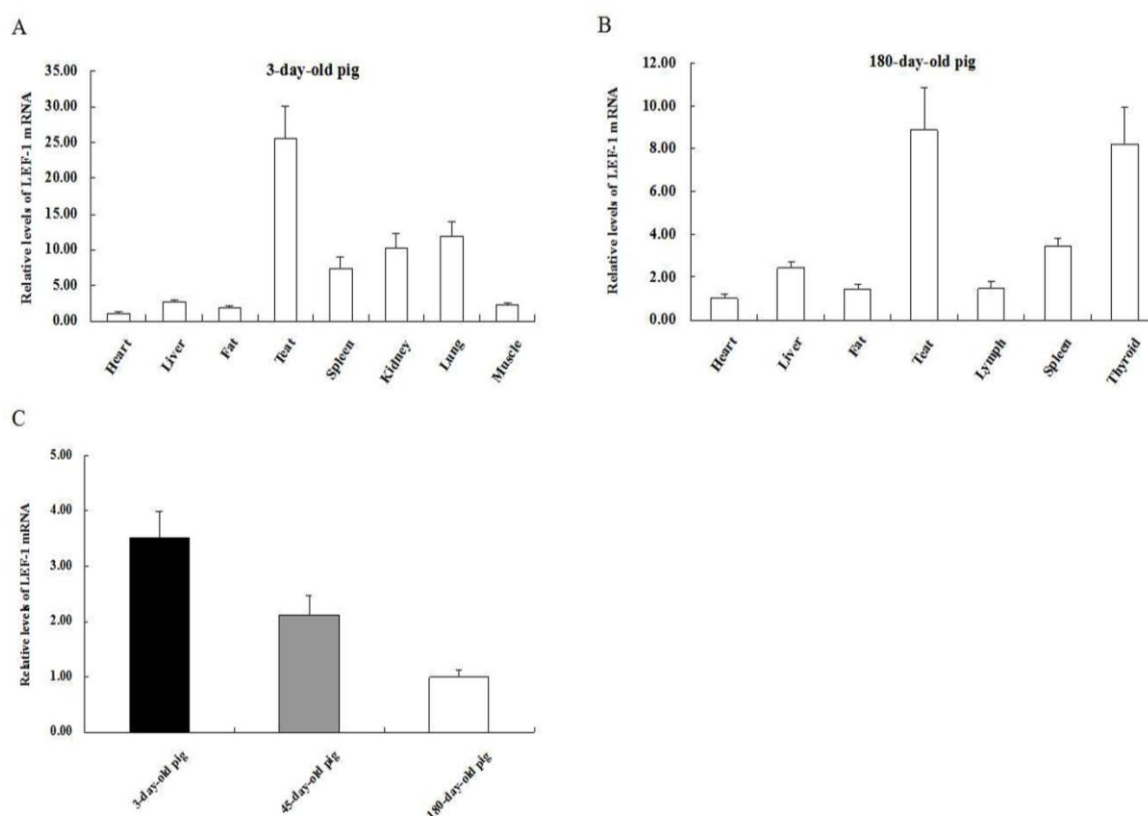 A
3-day-old pig
Relative levels of LEF-1 mRNA
35.00
30.00
25.00
20.00
15.00
10.00
5.00
0.00
Heart
Liver
Fat
Teat
Spleen
Kidney
Lung
Muscle
B
180-day-old pig
Relative levels of LEF-1 mRNA
12.00
10.00
8.00
6.00
4.00
2.00
0.00
Heart
Liver
Fat
Teat
Lymph
Spleen
Thyroid
C
Relative levels of LEF-1 mRNA
5.00
4.00
3.00
2.00
1.00
0.00
3-day-old pig
45-day-old pig
180-day-old pig